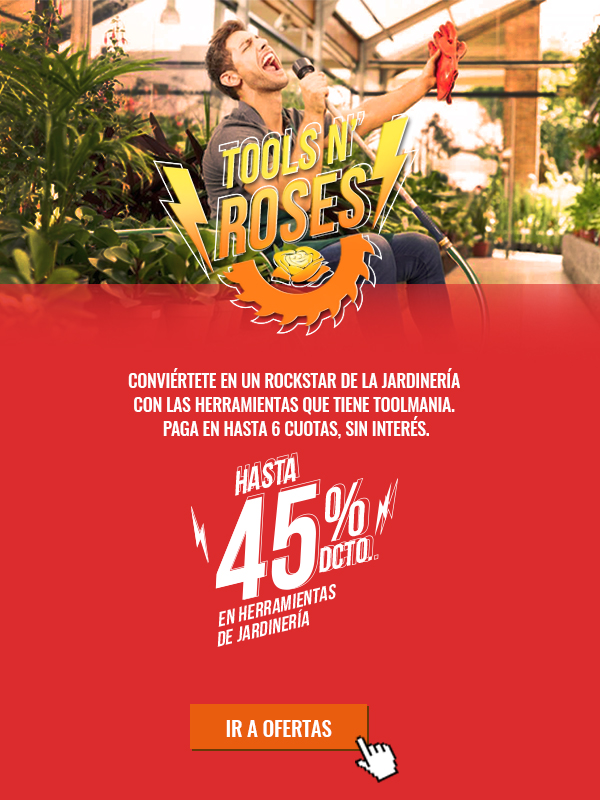 TOOLS N'
ROSES
CONVIÉRTETE EN UN ROCKSTAR DE LA JARDINERÍA
CON LAS HERRAMIENTAS QUE TIENE TOOLMANIA.
PAGA EN HASTA 6 CUOTAS, SIN INTERÉS.
HASTA
45%
DCTO.
EN HERRAMIENTAS
DE JARDINERÍA
IR A OFERTAS